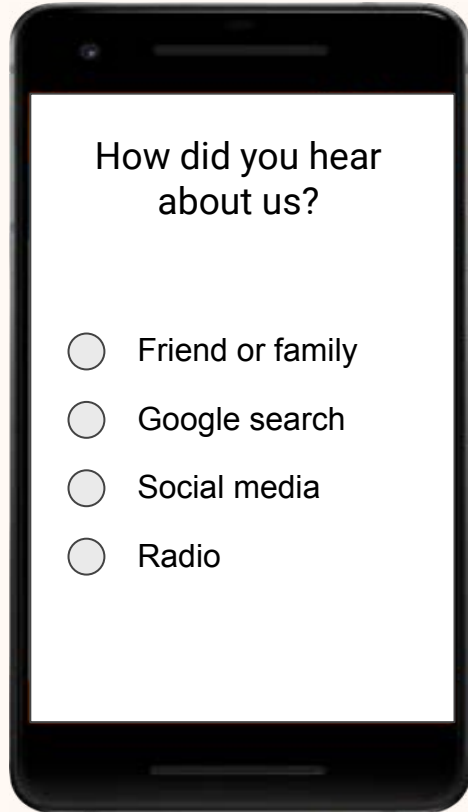 How did you hear
about us?
Friend or family
Google search
Social media
Radio